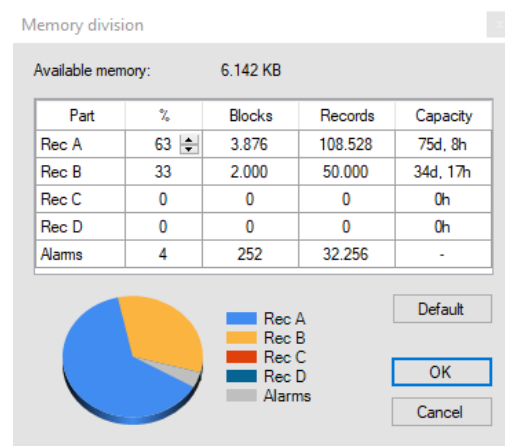 Memory division
Available memory: 6.142 KB
Part % Blocks Records Capacity
Rec A 63 3.876 108.528 75d, 8h
Rec B 33 2.000 50.000 34d, 17h
Rec C 0 0 0 0h
Rec D 0 0 0 0h
Alarms 4 252 32.256 -
Rec A
Rec B
Rec C
Rec D
Alarms
Default
OK
Cancel